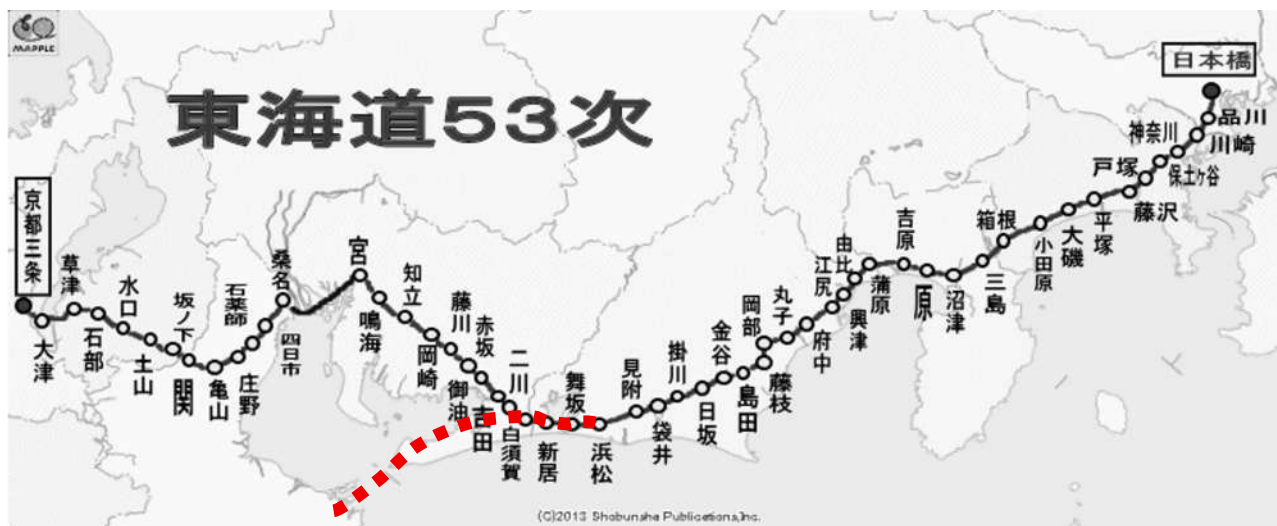 MAPPLE
東海道53次
日本橋
品川
川崎
神奈川
保土ヶ谷
戸塚
藤沢
平塚
大磯
小田原
箱根
三島
沼津
原
吉原
蒲原
由比
興津
江尻
府中
丸子
岡部
藤枝
島田
金谷
日坂
掛川
袋井
見附
浜松
舞坂
新居
白須賀
二川
吉田
御油
赤坂
藤川
岡崎
知立
鳴海
宮
桑名
四日市
石薬師
庄野
亀山
関
坂ノ下
土山
水口
石部
草津
大津
京都三条
(C)2013 Shobunsha Publications,Inc.